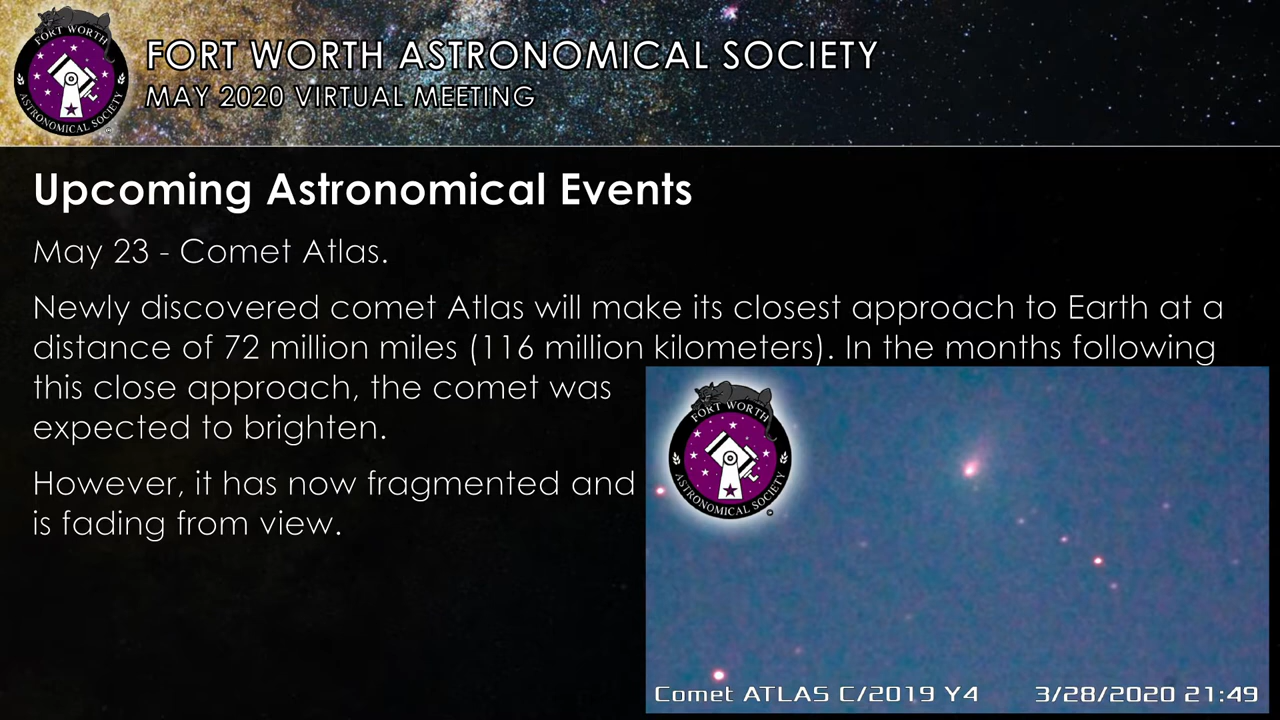 FORT WORTH
ASTRONOMICAL SOCIETY
FORT WORTH ASTRONOMICAL SOCIETY
MAY 2020 VIRTUAL MEETING
Upcoming Astronomical Events
May 23 - Comet Atlas.
Newly discovered comet Atlas will make its closest approach to Earth at a
distance of 72 million miles (116 million kilometers). In the months following
this close approach, the comet was
expected to brighten.
However, it has now fragmented and
is fading from view.
FORT WORTH
ASTRONOMICAL SOCIETY
Comet ATLAS C/2019 Y4
3/28/2020 21:49